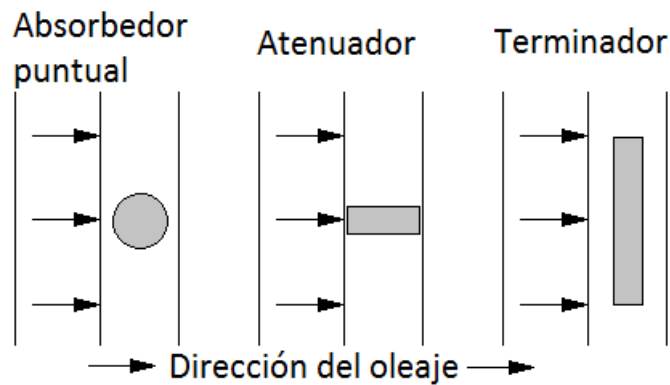 Absorbedor
puntual
Atenuador
Terminador
Dirección del oleaje